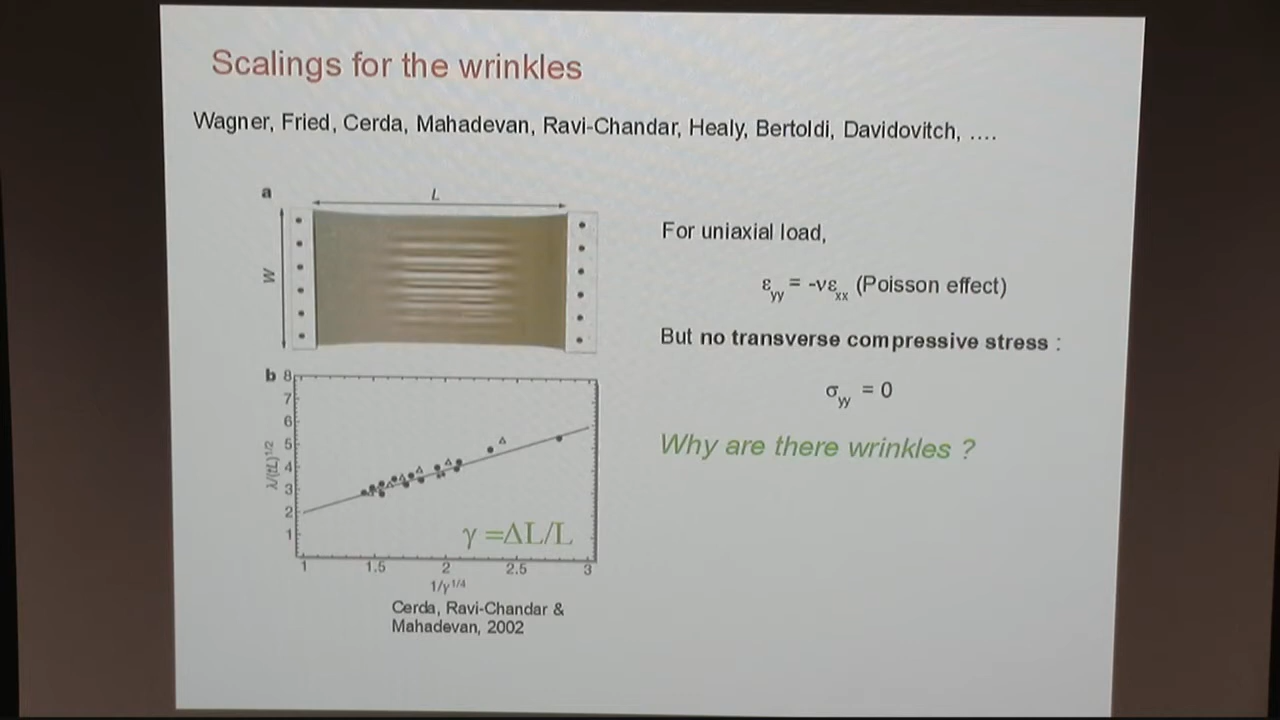 Scalings for the wrinkles
Wagner, Fried, Cerda, Mahadevan, Ravi-Chandar, Healy, Bertoldi, Davidovitch, ....
a
L
W
For uniaxial load,
εyy = -νεxx (Poisson effect)
But no transverse compressive stress :
σyy = 0
Why are there wrinkles ?
b
8
7
6
5
4
3
2
1
λ/(tL)^1/2
γ =ΔL/L
1 1.5 2 2.5 3
1/γ^1/4
Cerda, Ravi-Chandar &
Mahadevan, 2002